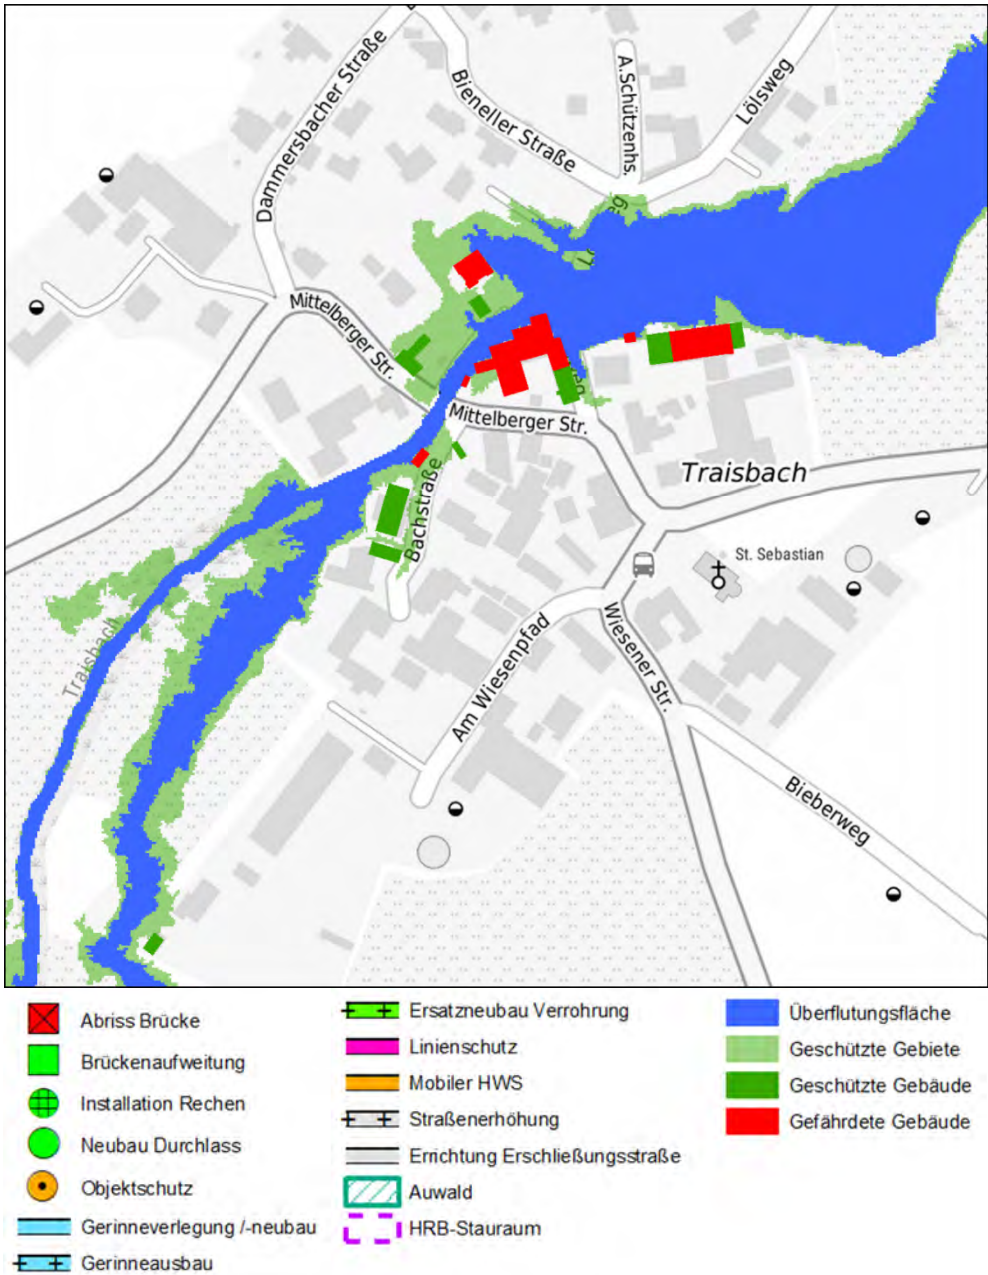 Dammersbacher Straße
Bieneller Straße
A.Schützenhs.
Lölsweg
Mittelberger Str.
Mittelberger Str.
Traisbach
Bachstraße
St. Sebastian
Traisbach
Am Wiesenpfad
Wiesener Str.
Bieberweg
Abriss Brücke
Brückenaufweitung
Installation Rechen
Neubau Durchlass
Objektschutz
Gerinneverlegung /-neubau
Gerinneausbau
Ersatzneubau Verrohrung
Linienschutz
Mobiler HWS
Straßenerhöhung
Errichtung Erschließungsstraße
Auwald
HRB-Stauraum
Überflutungsfläche
Geschützte Gebiete
Geschützte Gebäude
Gefährdete Gebäude